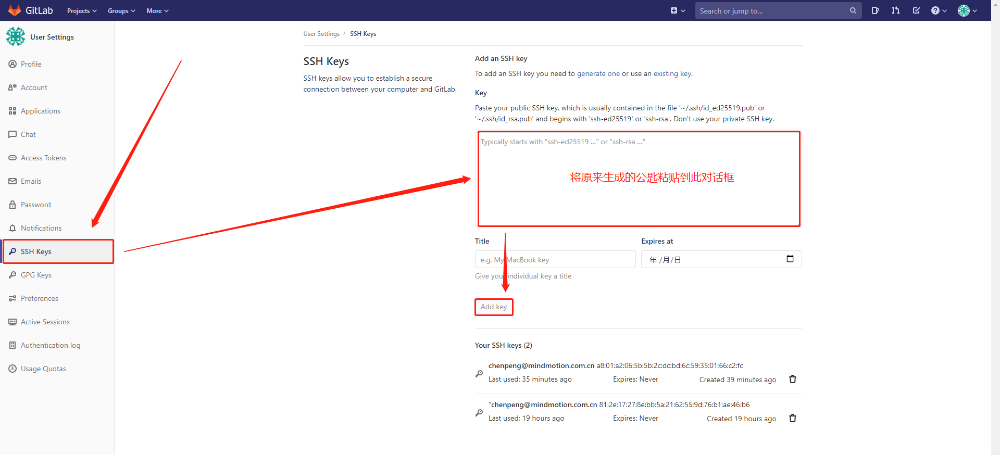 GitLab
Projects
Groups
More
Search or jump to...
User Settings
Profile
Account
Applications
Chat
Access Tokens
Emails
Password
Notifications
SSH Keys
GPG Keys
Preferences
Active Sessions
Authentication log
Usage Quotas
User Settings > SSH Keys
SSH Keys
SSH keys allow you to establish a secure
connection between your computer and GitLab.
Add an SSH key
To add an SSH key you need to generate one or use an existing key.
Key
Paste your public SSH key, which is usually contained in the file '~/.ssh/id_ed25519.pub' or
'~/.ssh/id_rsa.pub' and begins with 'ssh-ed25519' or 'ssh-rsa'. Don't use your private SSH key.
Typically starts with "ssh-ed25519 ..." or "ssh-rsa ..."
将原来生成的公匙粘贴到此对话框
Title
Expires at
e.g. My MacBook key
年 /月/日
Give your individual key a title
Add key
Your SSH keys (2)
chenpeng@mindmotion.com.cn a8:01:a2:06:5b:5b:2c:dc:bd:6c:59:35:01:66:c2:fc
Last used: 35 minutes ago
Expires: Never
Created 39 minutes ago
“chenpeng@mindmotion.com.cn 81:2e:17:27:8e:bb:5a:21:62:55:9d:76:b1:ae:46:b6
Last used: 19 hours ago
Expires: Never
Created 19 hours ago